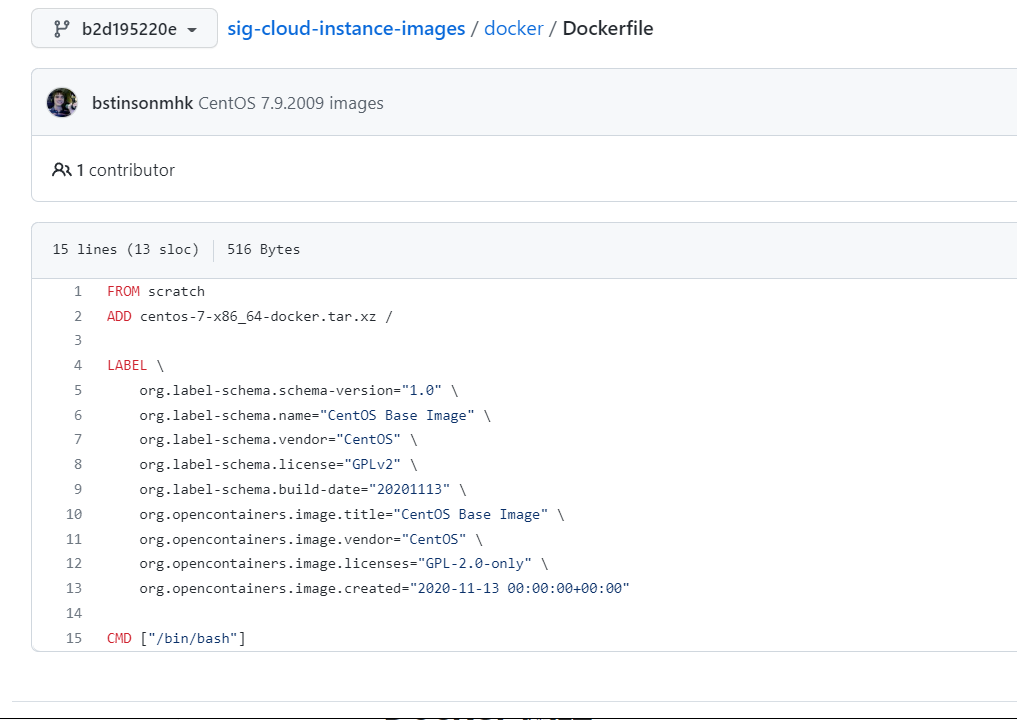 b2d195220e sig-cloud-instance-images / docker / Dockerfile
bstinsonmhk CentOS 7.9.2009 images
1 contributor
15 lines (13 sloc) 516 Bytes
1 FROM scratch
2 ADD centos-7-x86_64-docker.tar.xz /
3
4 LABEL \
5 org.label-schema.schema-version="1.0" \
6 org.label-schema.name="CentOS Base Image" \
7 org.label-schema.vendor="CentOS" \
8 org.label-schema.license="GPLv2" \
9 org.label-schema.build-date="20201113" \
10 org.opencontainers.image.title="CentOS Base Image" \
11 org.opencontainers.image.vendor="CentOS" \
12 org.opencontainers.image.licenses="GPL-2.0-only" \
13 org.opencontainers.image.created="2020-11-13 00:00:00+00:00"
14
15 CMD ["/bin/bash"]